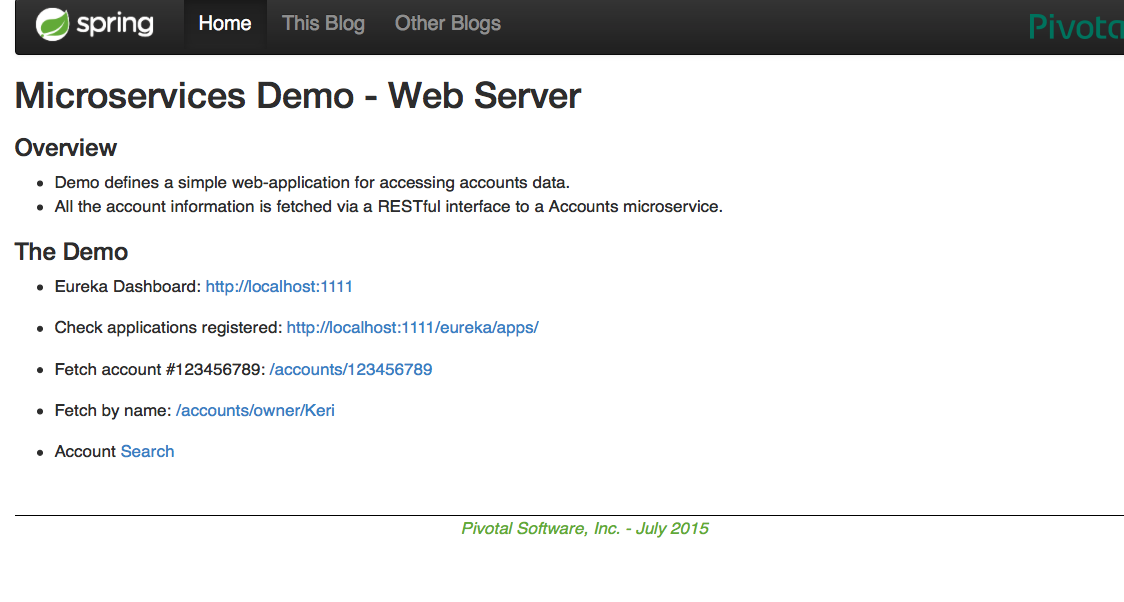 spring Home This Blog Other Blogs
Microservices Demo - Web Server
Overview
Demo defines a simple web-application for accessing accounts data.
All the account information is fetched via a RESTful interface to a Accounts microservice.
The Demo
Eureka Dashboard: http://localhost:1111
Check applications registered: http://localhost:1111/eureka/apps/
Fetch account #123456789: /accounts/123456789
Fetch by name: /accounts/owner/Keri
Account Search
Pivotal Software, Inc. - July 2015